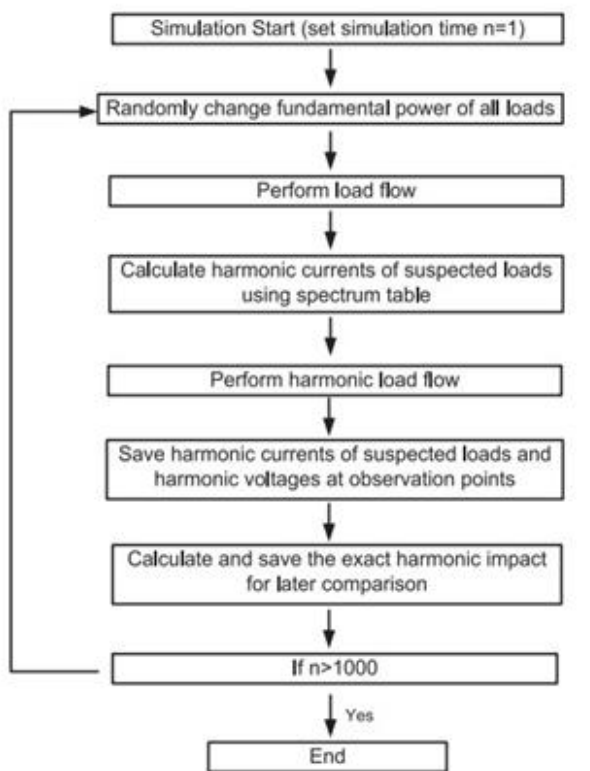 Simulation Start (set simulation time n=1)
Randomly change fundamental power of all loads
Perform load flow
Calculate harmonic currents of suspected loads
using spectrum table
Perform harmonic load flow
Save harmonic currents of suspected loads and
harmonic voltages at observation points
Calculate and save the exact harmonic impact
for later comparison
If n>1000
Yes
End